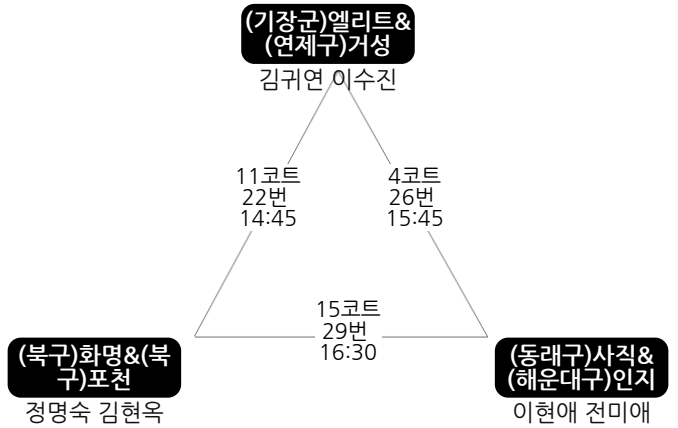 (기장군)엘리트&
(연제구)거성
김귀연 이수진
11코트
22번
14:45
4코트
26번
15:45
15코트
29번
16:30
(북구)화명&(북
구)포천
정명숙 김현옥
(동래구)사직&
(해운대구)인지
이현애 전미애